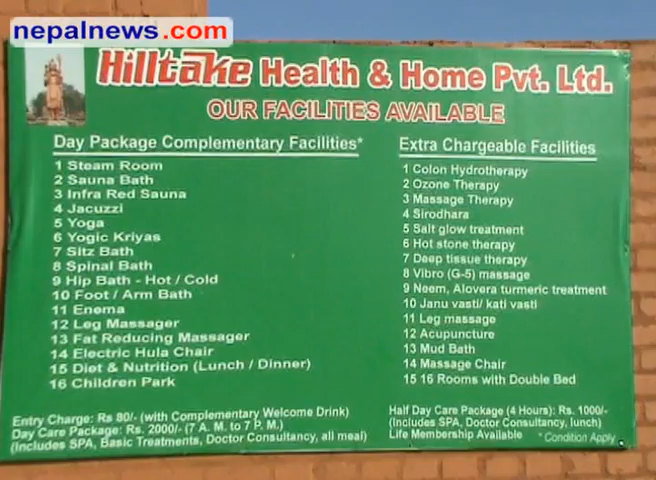 nepalnews.com
Hilltake Health & Home Pvt. Ltd.
OUR FACILITIES AVAILABLE
Day Package Complementary Facilities*
1 Steam Room
2 Sauna Bath
3 Infra Red Sauna
4 Jacuzzi
5 Yoga
6 Yogic Kriyas
7 Sitz Bath
8 Spinal Bath
9 Hip Bath - Hot / Cold
10 Foot / Arm Bath
11 Enema
12 Leg Massager
13 Fat Reducing Massager
14 Electric Hula Chair
15 Diet & Nutrition (Lunch / Dinner)
16 Children Park
Entry Charge: Rs 80/- (with Complementary Welcome Drink)
Day Care Package: Rs. 2000/- (7 A. M. to 7 P. M.)
(Includes SPA, Basic Treatments, Doctor Consultancy, all meal)
Extra Chargeable Facilities
1 Colon Hydrotherapy
2 Ozone Therapy
3 Massage Therapy
4 Sirodhara
5 Salt glow treatment
6 Hot stone therapy
7 Deep tissue therapy
8 Vibro (G-5) massage
9 Neem, Alovera turmeric treatment
10 Janu vasti/ kati vasti
11 Leg massage
12 Acupuncture
13 Mud Bath
14 Massage Chair
15 16 Rooms with Double Bed
Half Day Care Package (4 Hours): Rs. 1000/-
(Includes SPA, Doctor Consultancy, lunch)
Life Membership Available * Condition Apply